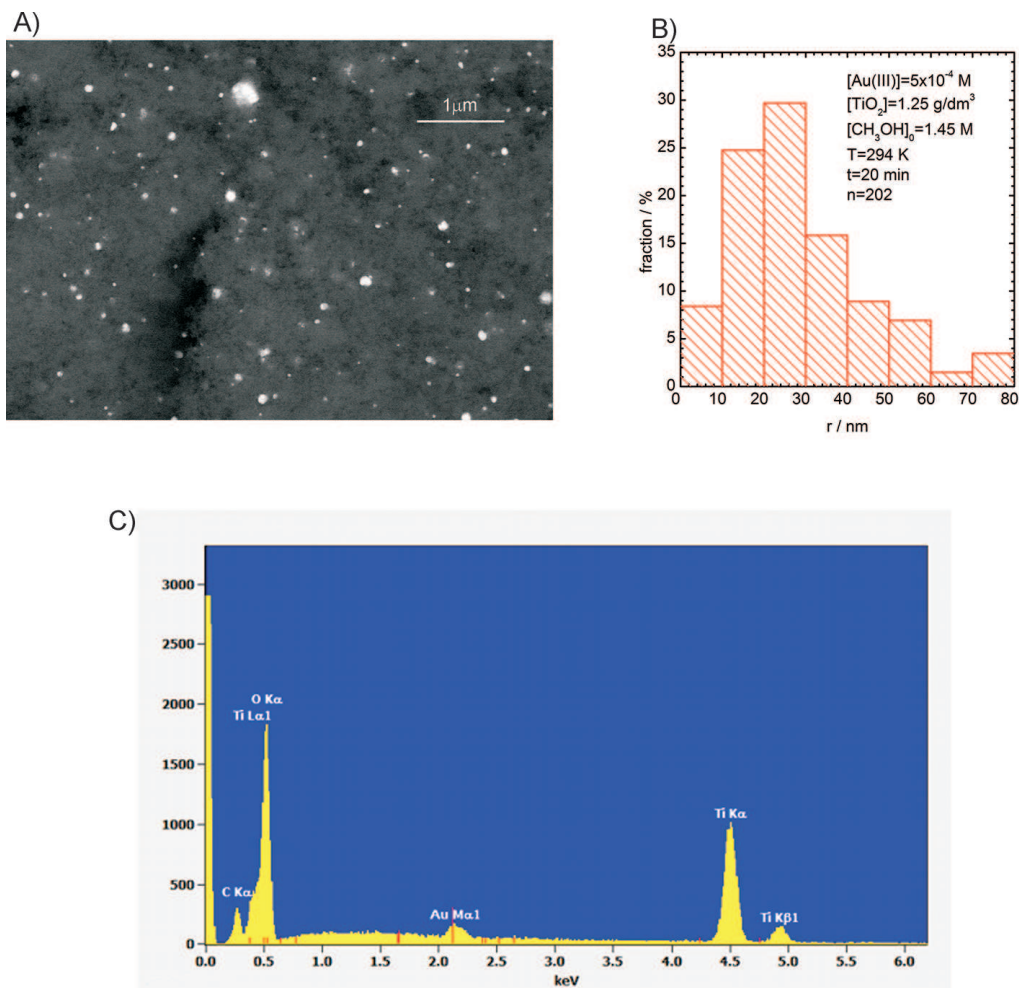 A)
1μm
B)
35
30
25
20
15
10
5
0
fraction / %
[Au(III)]=5x10⁻⁴ M
[TiO₂]=1.25 g/dm³
[CH₃OH]₀=1.45 M
T=294 K
t=20 min
n=202
0 10 20 30 40 50 60 70 80
r / nm
C)
3000
2500
2000
1500
1000
500
0
O Kα
Ti Lα1
C Kα
Au Mα1
Ti Kα
Ti Kβ1
0.0 0.5 1.0 1.5 2.0 2.5 3.0 3.5 4.0 4.5 5.0 5.5 6.0
keV